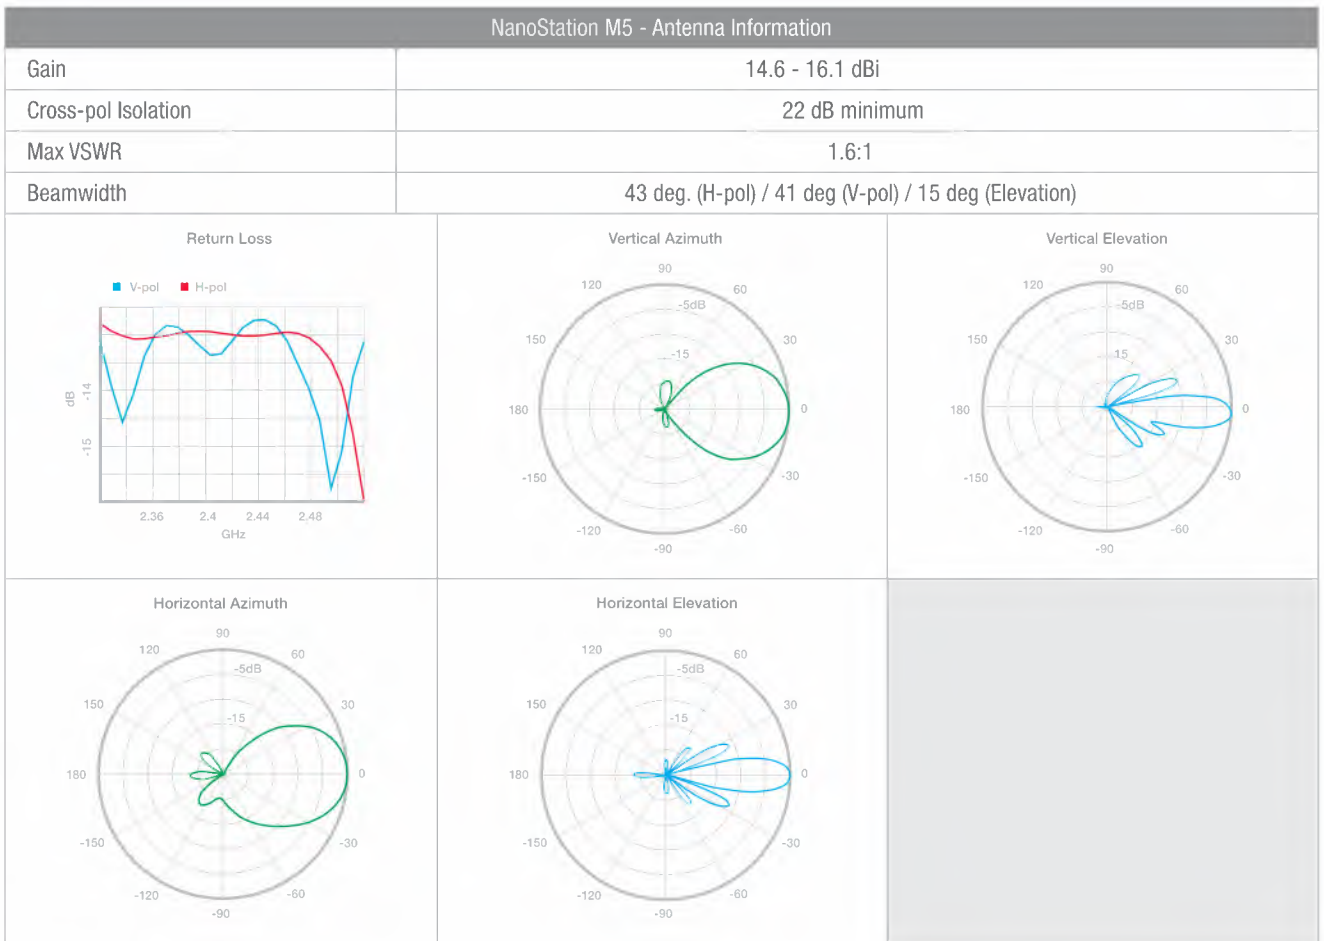 NanoStation M5 - Antenna Information
Gain 14.6 - 16.1 dBi
Cross-pol Isolation 22 dB minimum
Max VSWR 1.6:1
Beamwidth 43 deg. (H-pol) / 41 deg (V-pol) / 15 deg (Elevation)
Return Loss
V-pol H-pol
dB
-14
-15
2.36 2.4 2.44 2.48
GHz
Vertical Azimuth
90
120 60
-5dB
150 30
-15
180 0
-150 -30
-120 -60
-90
Vertical Elevation
90
120 60
-5dB
150 30
15
180 0
-150 -30
-120 -60
-90
Horizontal Azimuth
90
120 60
-5dB
150 30
-15
180 0
-150 -30
-120 -60
-90
Horizontal Elevation
90
120 60
-5dB
150 30
-15
180 0
-150 -30
-120 -60
-90